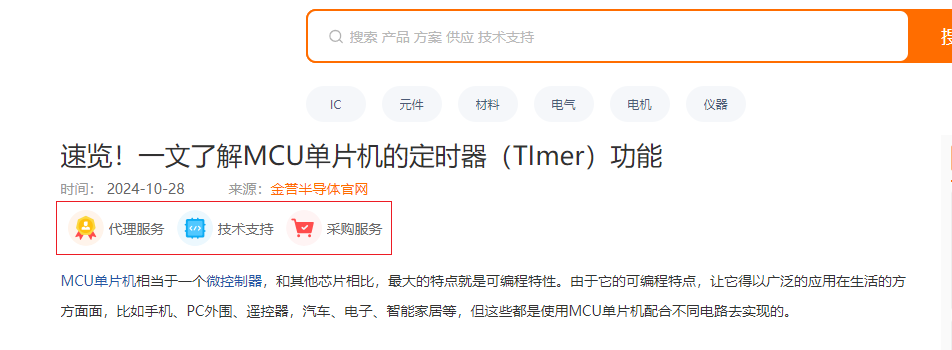 搜索 产品 方案 供应 技术支持
IC 元件 材料 电气 电机 仪器
速览！一文了解MCU单片机的定时器（TImer）功能
时间： 2024-10-28 来源：金誉半导体官网
代理服务 技术支持 采购服务
MCU单片机相当于一个微控制器，和其他芯片相比，最大的特点就是可编程特性。由于它的可编程特点，让它得以广泛的应用在生活的方
方面面，比如手机、PC外围、遥控器，汽车、电子、智能家居等，但这些都是使用MCU单片机配合不同电路去实现的。